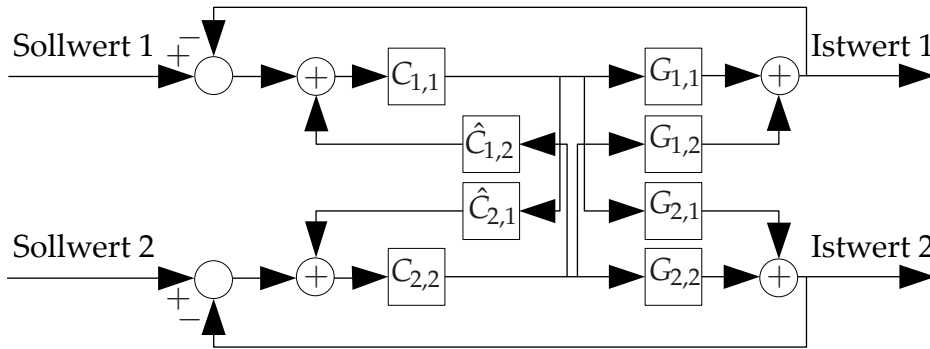 Sollwert 1
+
−
+
C1,1
G1,1
+
Istwert 1
Ĉ1,2
G1,2
Ĉ2,1
G2,1
Sollwert 2
+
−
+
C2,2
G2,2
+
Istwert 2